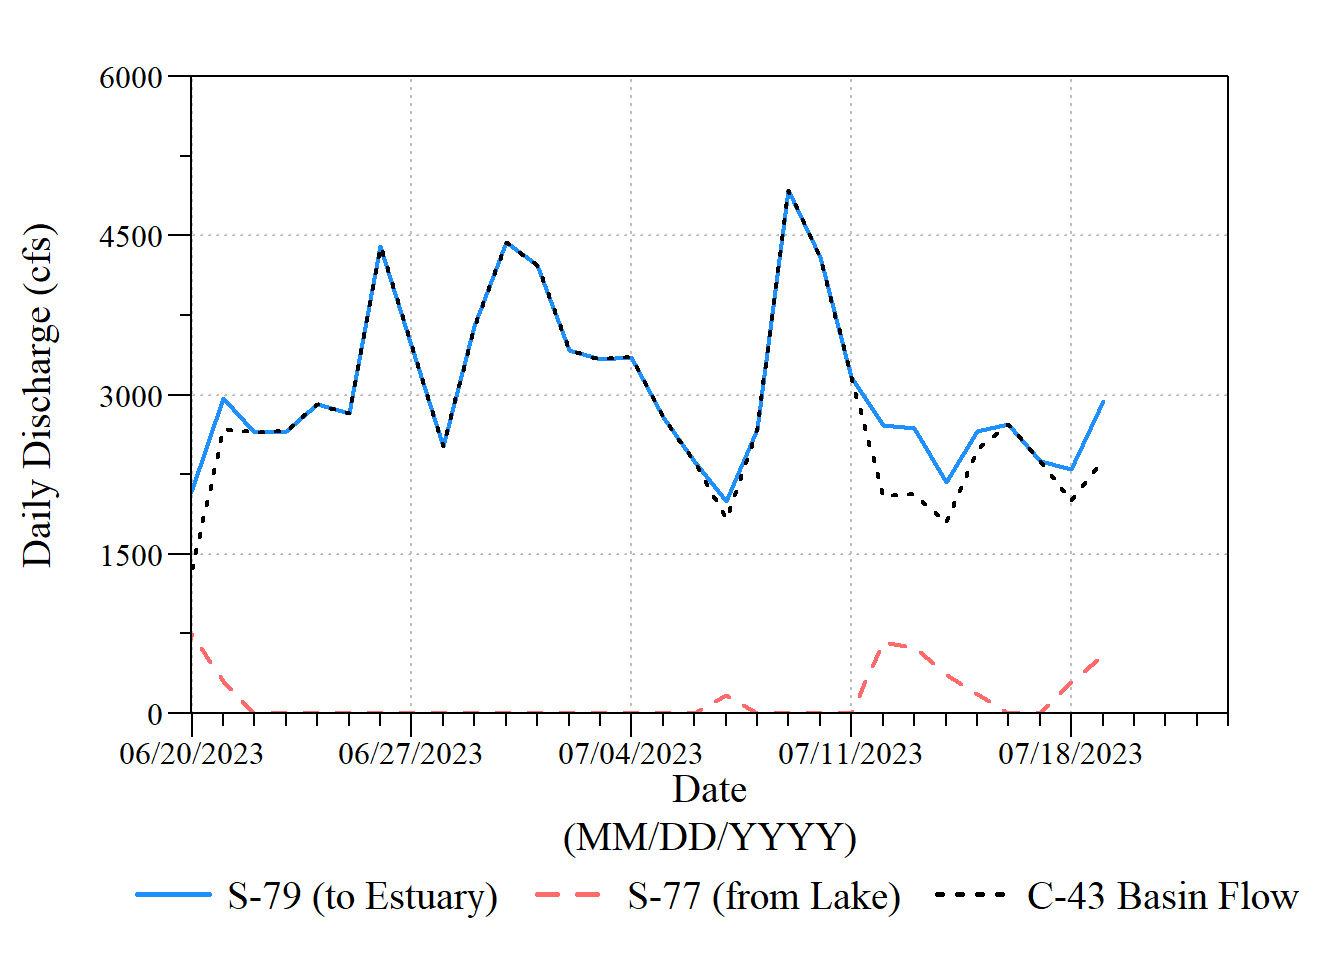 6000
4500
3000
1500
0
Daily Discharge (cfs)
06/20/2023 06/27/2023 07/04/2023 07/11/2023 07/18/2023
Date
(MM/DD/YYYY)
S-79 (to Estuary) S-77 (from Lake) C-43 Basin Flow